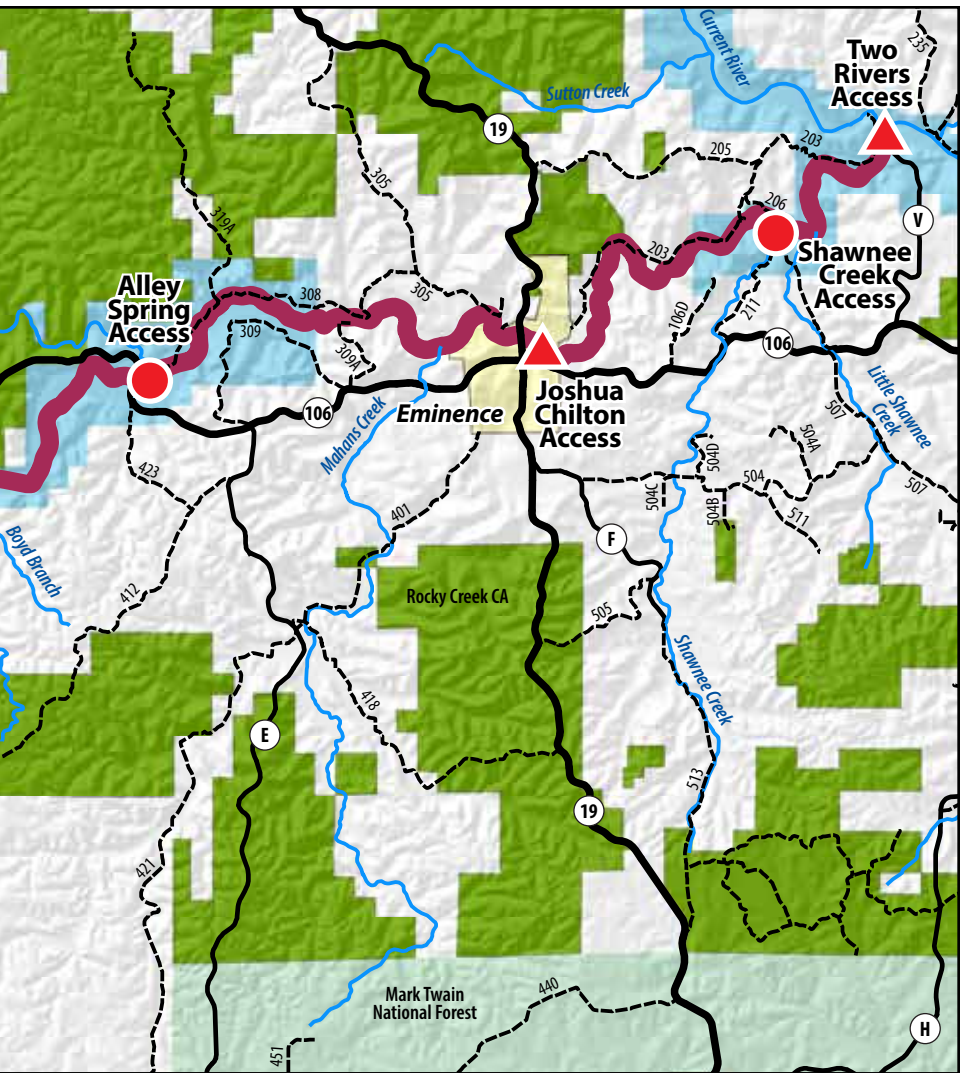 Current River
235
Two
Rivers
Access
Sutton Creek
19
203
205
305
206
319A
203
V
Shawnee
Creek
Access
Alley
Spring
Access
308
305
106D
211
309
309A
106
Joshua
Chilton
Access
Little Shawnee
Creek
106
Eminence
Mahans Creek
507
504A
504D
423
504
507
504C
504B
511
401
F
Boyd Branch
412
Rocky Creek CA
505
Shawnee Creek
418
E
513
19
421
Mark Twain
National Forest
440
H
451